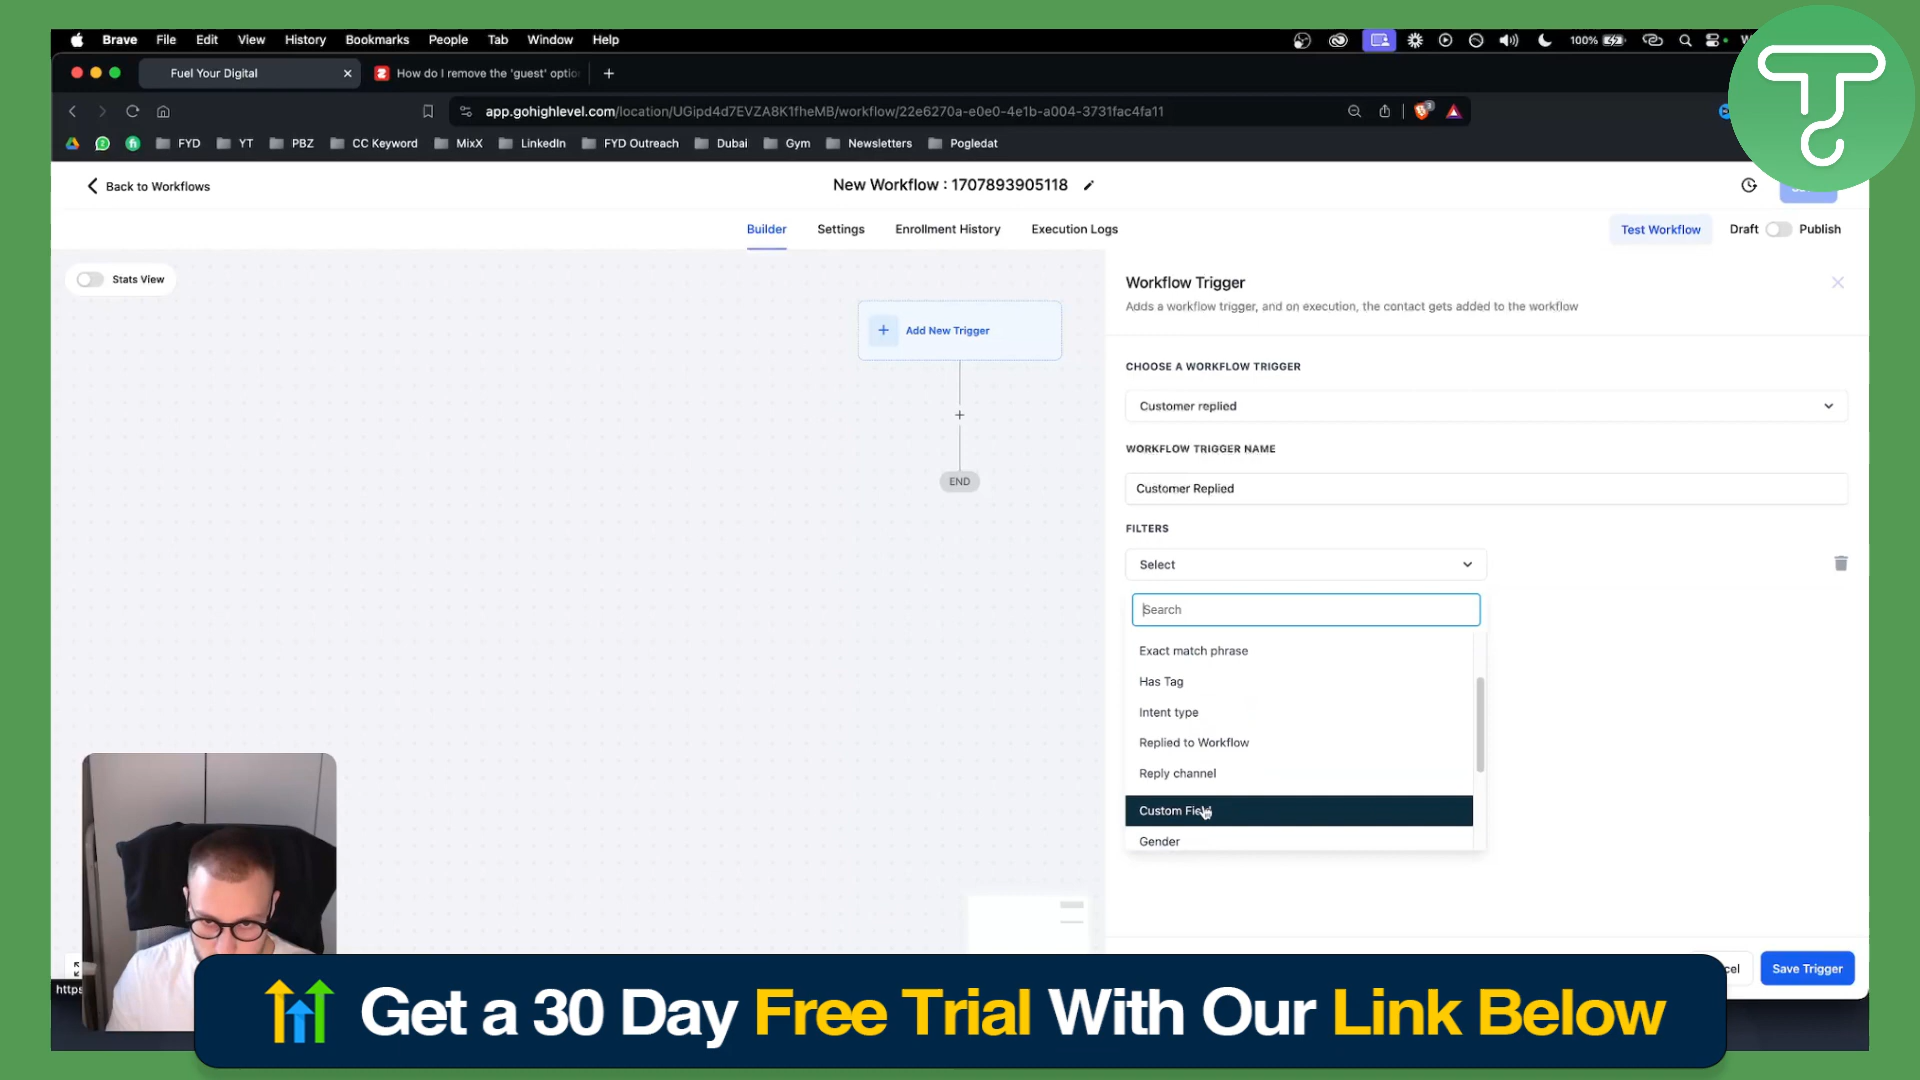 Brave File Edit View History Bookmarks People Tab Window Help
100%
Fuel Your Digital
How do I remove the 'guest' optio
app.gohighlevel.com/location/UGipd4d7EVZA8K1fheMB/workflow/22e6270a-e0e0-4e1b-a004-3731fac4fa11
FYD YT PBZ CC Keyword MixX LinkedIn FYD Outreach Dubai Gym Newsletters Pogledat
Back to Workflows
New Workflow : 1707893905118
Builder Settings Enrollment History Execution Logs
Test Workflow Draft Publish
Stats View
Add New Trigger
END
Workflow Trigger
Adds a workflow trigger, and on execution, the contact gets added to the workflow
CHOOSE A WORKFLOW TRIGGER
Customer replied
WORKFLOW TRIGGER NAME
Customer Replied
FILTERS
Select
Search
Exact match phrase
Has Tag
Intent type
Replied to Workflow
Reply channel
Custom Field
Gender
Save Trigger
https
Get a 30 Day Free Trial With Our Link Below